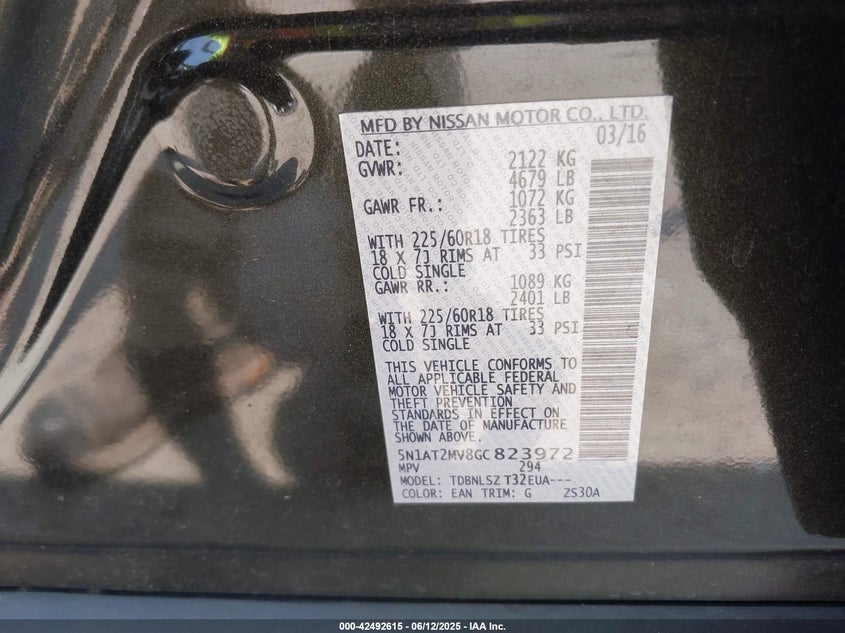 MFD BY NISSAN MOTOR CO., LTD.
DATE: 03/16
GVWR: 2122 KG
4679 LB
GAWR FR.: 1072 KG
2363 LB
WITH 225/60R18 TIRES
18 X 7J RIMS AT 33 PSI
COLD SINGLE
GAWR RR.: 1089 KG
2401 LB
WITH 225/60R18 TIRES
18 X 7J RIMS AT 33 PSI
COLD SINGLE
THIS VEHICLE CONFORMS TO
ALL APPLICABLE FEDERAL
MOTOR VEHICLE SAFETY AND
THEFT PREVENTION
STANDARDS IN EFFECT ON
THE DATE OF MANUFACTURE
SHOWN ABOVE.
5N1AT2MV8GC823972
MPV 294
MODEL: TDBNLSZ T32EUA---
COLOR: EAN TRIM: G ZS30A
000-42492615 - 06/12/2025 - IAA Inc.